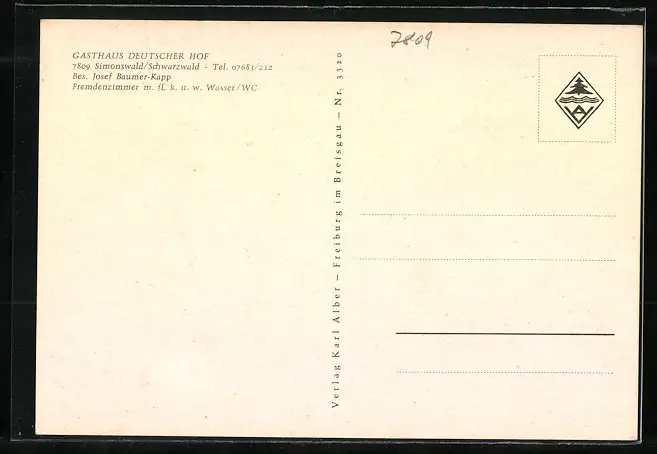 GASTHAUS DEUTSCHER HOF
7809 Simonswald/Schwarzwald - Tel. 07683/212
Bes. Josef Baumer-Kapp
Fremdenzimmer m. fl. k. u. w. Wasser/WC
Verlag Karl Alber — Freiburg im Breisgau — Nr. 3320
7809